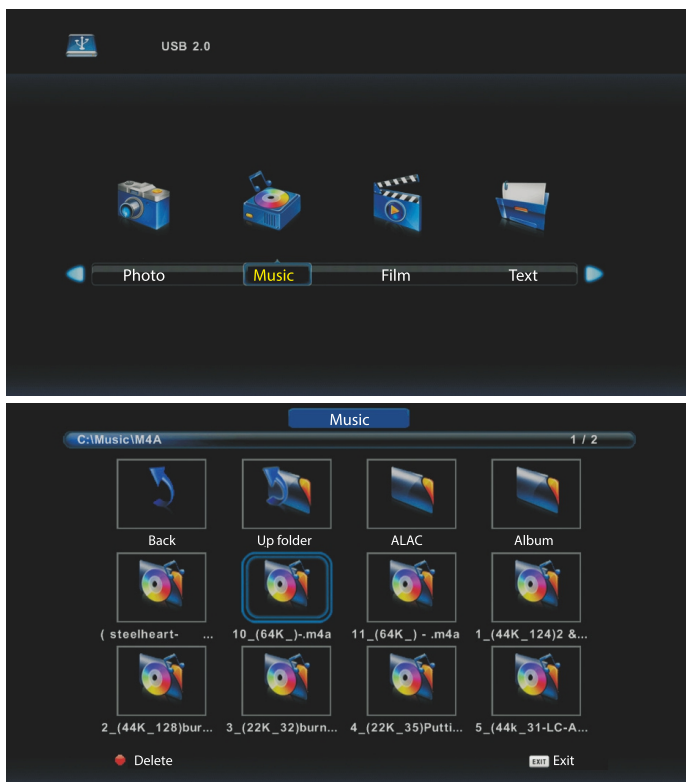 USB 2.0
Photo Music Film Text
Music
C:\Music\M4A 1 / 2
Back Up folder ALAC Album
( steelheart- ... 10_(64K_)-.m4a 11_(64K_) - .m4a 1_(44K_124)2 &...
2_(44K_128)bur... 3_(22K_32)burn... 4_(22K_35)Putti... 5_(44k_31-LC-A...
Delete EXIT Exit